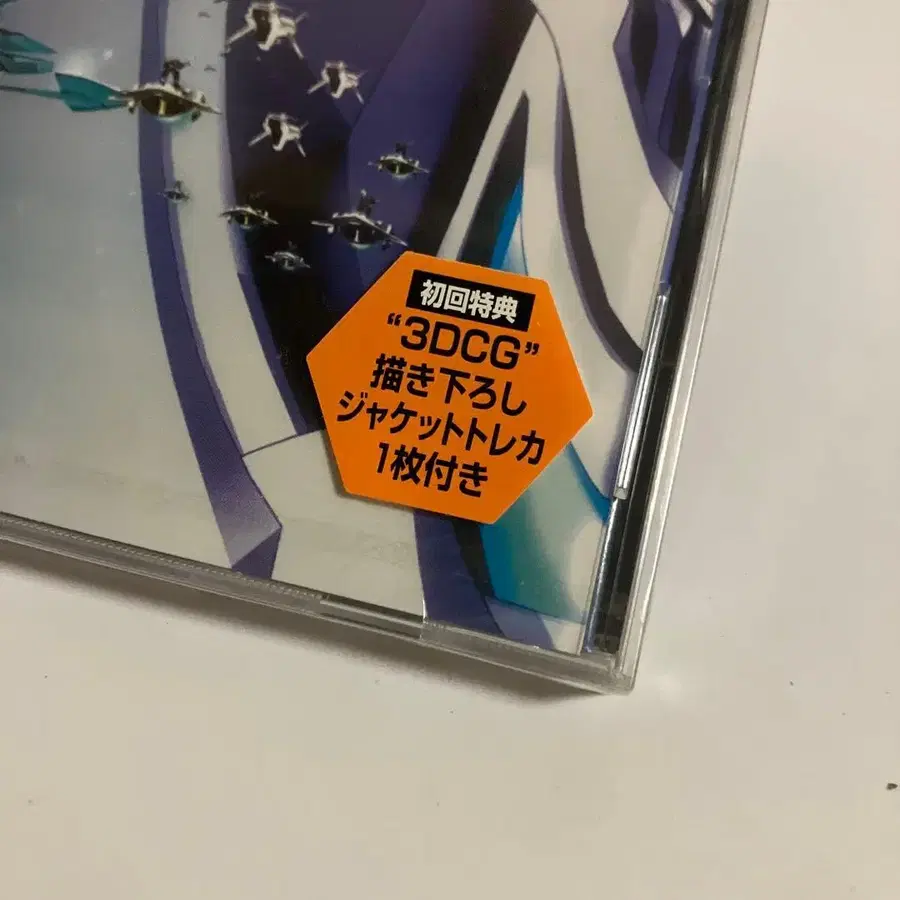 初回特典
“3DCG”
描き下ろし
ジャケットトレカ
1枚付き